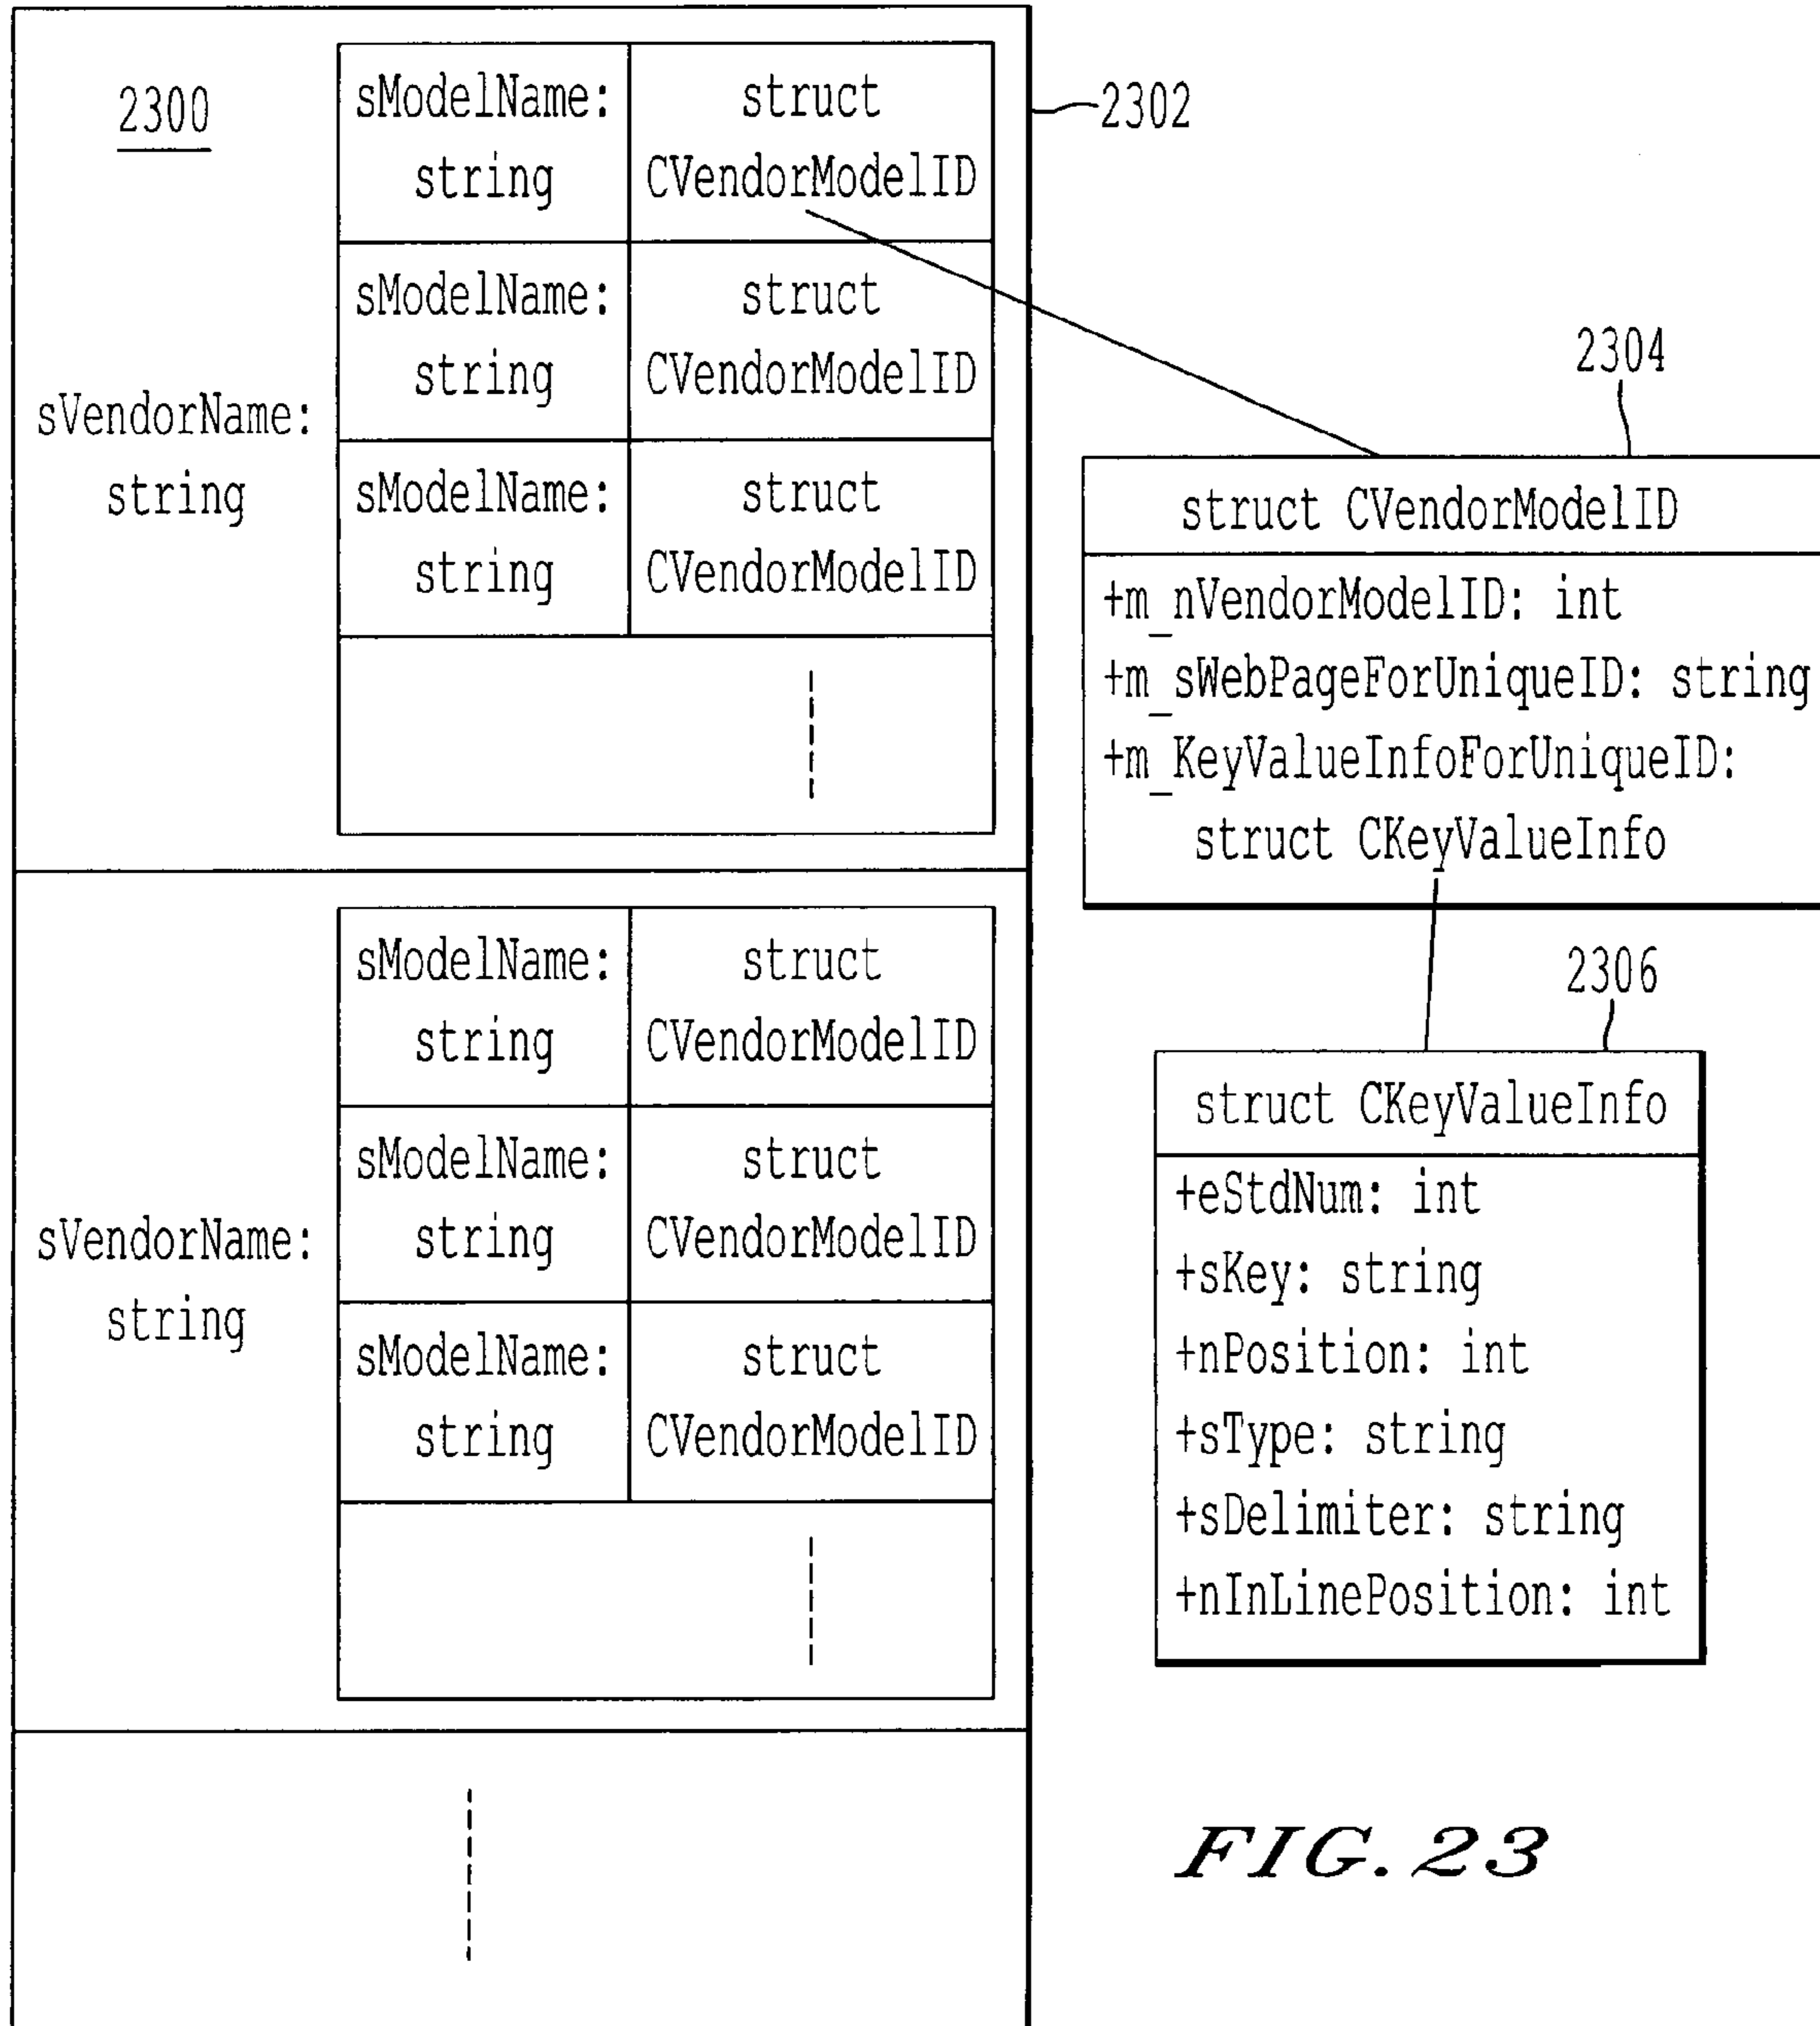 2300
sVendorName:
string
sModelName:
string
struct
CVendorModelID
sModelName:
string
struct
CVendorModelID
sModelName:
string
struct
CVendorModelID
2302
sVendorName:
string
sModelName:
string
struct
CVendorModelID
sModelName:
string
struct
CVendorModelID
sModelName:
string
struct
CVendorModelID
2304
struct CVendorModelID
+m_nVendorModelID: int
+m_sWebPageForUniqueID: string
+m_KeyValueInfoForUniqueID:
struct CKeyValueInfo
2306
struct CKeyValueInfo
+eStdNum: int
+sKey: string
+nPosition: int
+sType: string
+sDelimiter: string
+nInLinePosition: int
FIG. 23